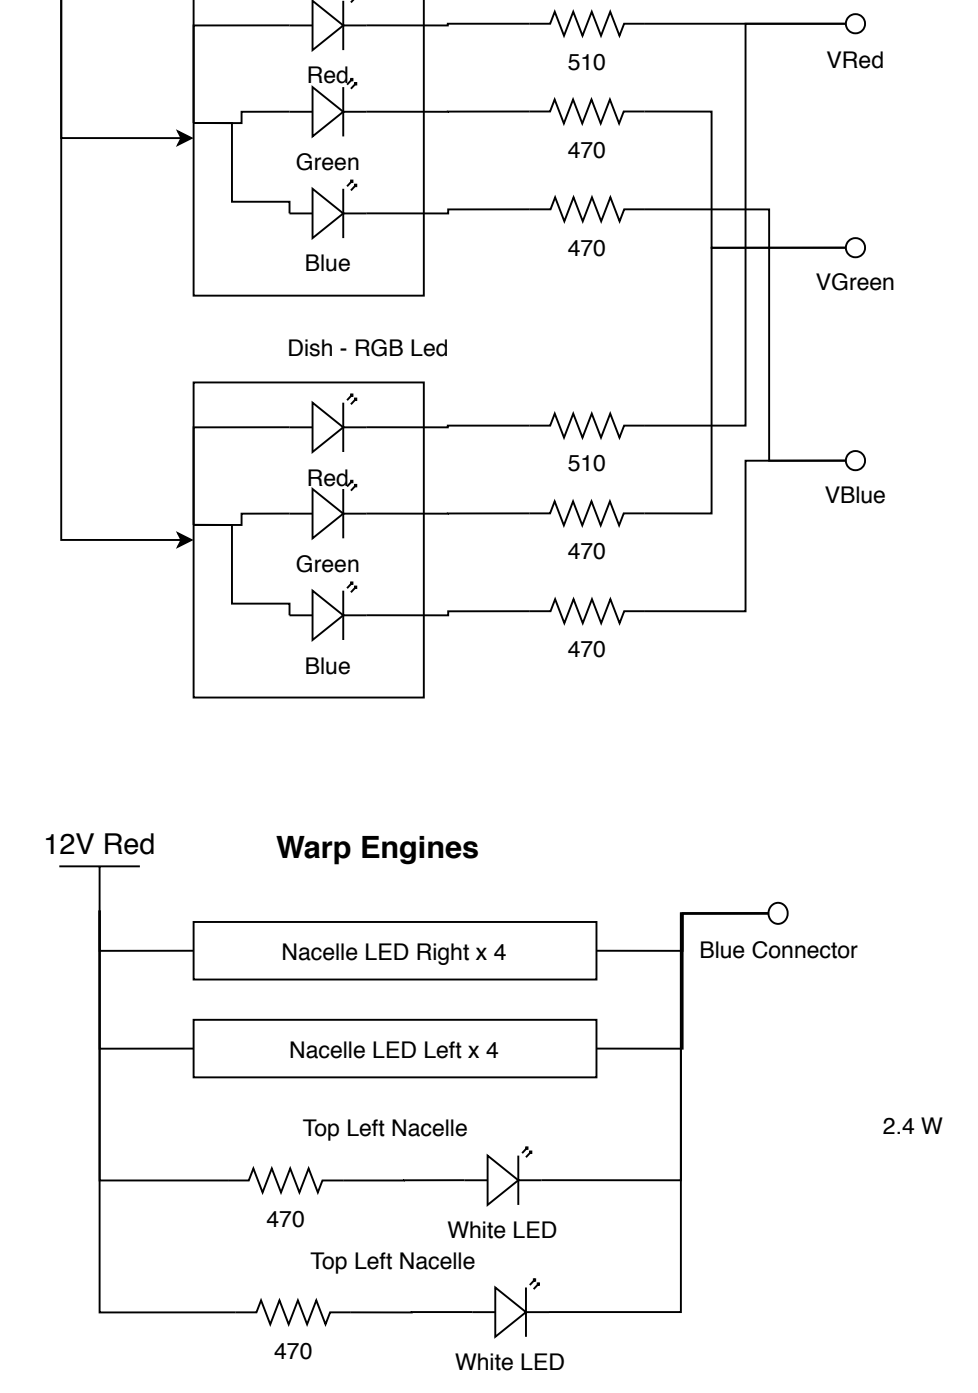 510
VRed
Red
470
Green
470
VGreen
Blue
Dish - RGB Led
510
Red
VBlue
470
Green
470
Blue
12V Red
Warp Engines
Nacelle LED Right x 4
Blue Connector
Nacelle LED Left x 4
Top Left Nacelle
2.4 W
470
White LED
Top Left Nacelle
470
White LED